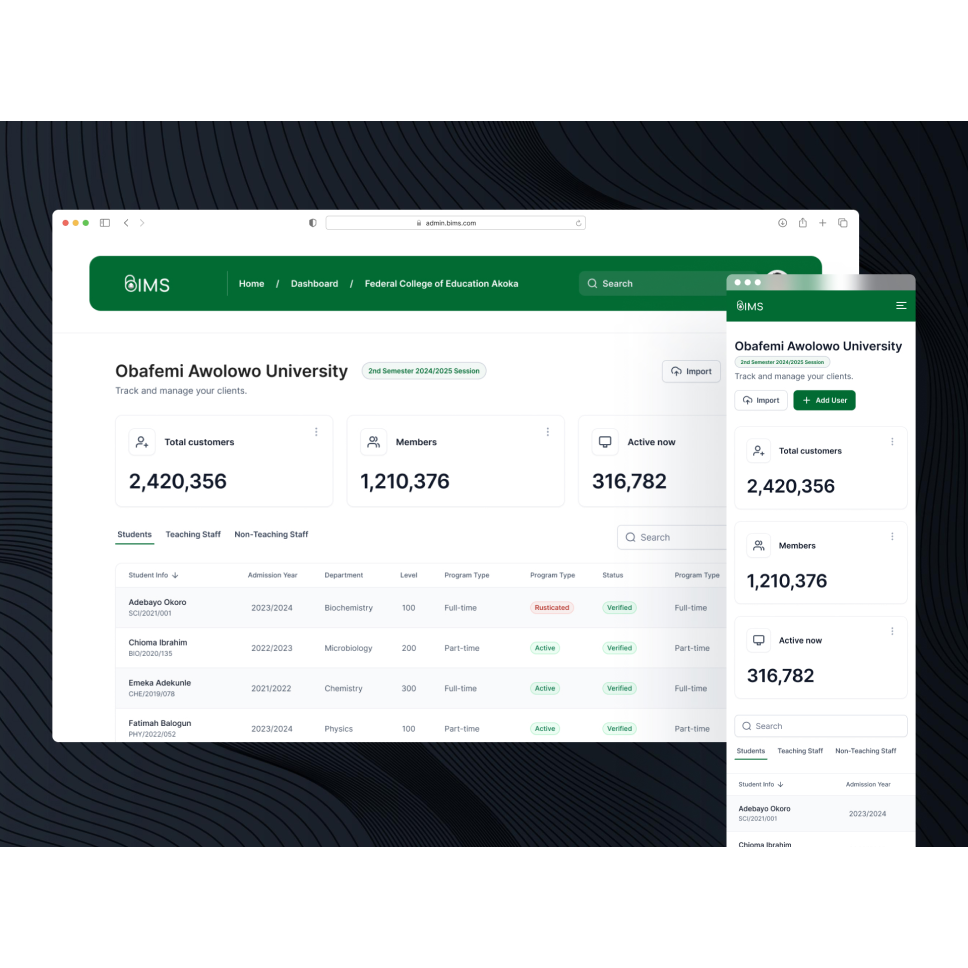 admin.bims.com
BIMS
Home / Dashboard / Federal College of Education Akoka
Search
Obafemi Awolowo University
2nd Semester 2024/2025 Session
Import
Track and manage your clients.
Total customers
Members
Active now
2,420,356
1,210,376
316,782
Students Teaching Staff Non-Teaching Staff
Search
Student Info Admission Year Department Level Program Type Program Type Status Program Type
Adebayo Okoro
SCI/2021/001
2023/2024 Biochemistry 100 Full-time Rusticated Verified Full-time
Chioma Ibrahim
BIO/2020/135
2022/2023 Microbiology 200 Part-time Active Verified Part-time
Emeka Adekunle
CHE/2019/078
2021/2022 Chemistry 300 Full-time Active Verified Full-time
Fatimah Balogun
PHY/2022/052
2023/2024 Physics 100 Part-time Active Verified Part-time
BIMS
Obafemi Awolowo University
2nd Semester 2024/2025 Session
Track and manage your clients.
Import
Add User
Total customers
2,420,356
Members
1,210,376
Active now
316,782
Search
Students Teaching Staff Non-Teaching Staff
Student Info Admission Year
Adebayo Okoro
SCI/2021/001
2023/2024
Chioma Ibrahim